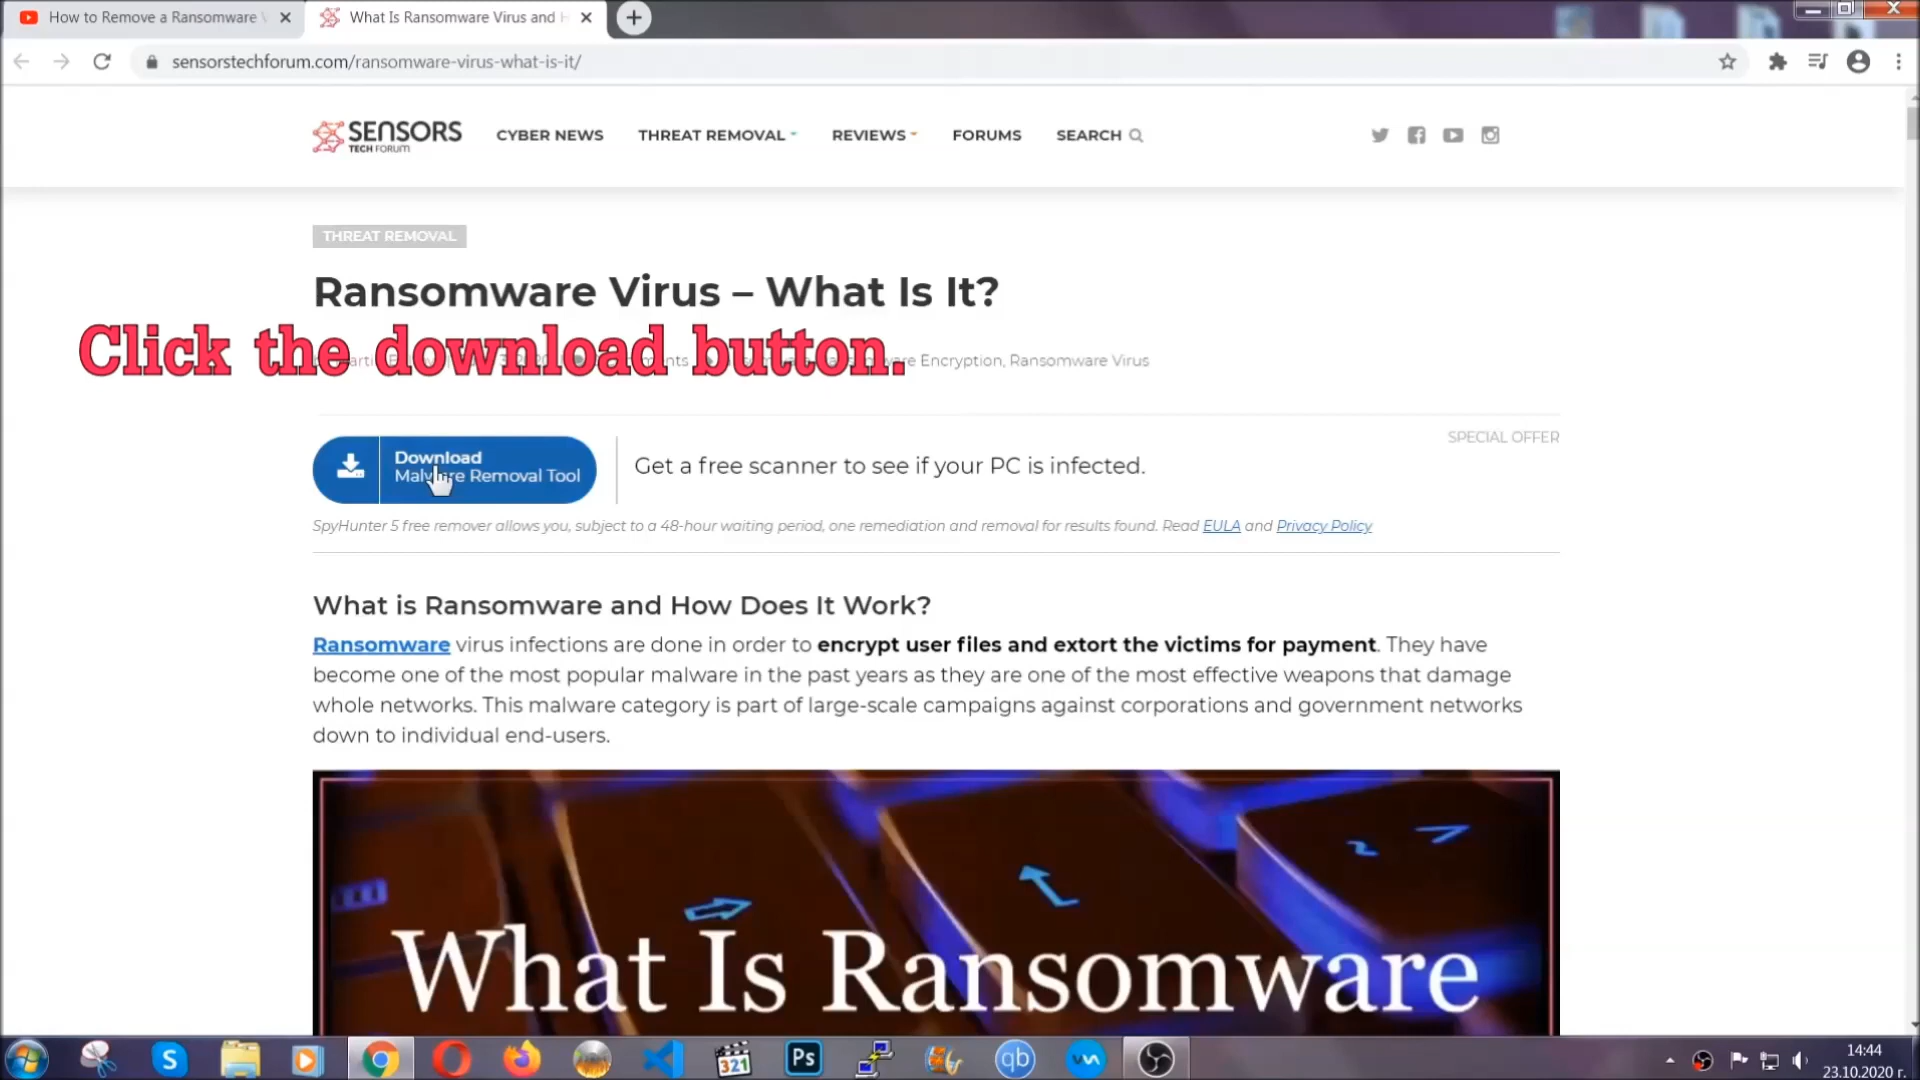 How to Remove a Ransomware
What Is Ransomware Virus and H
sensorstechforum.com/ransomware-virus-what-is-it/
SENSORS
TECH FORUM
CYBER NEWS
THREAT REMOVAL
REVIEWS
FORUMS
SEARCH
THREAT REMOVAL
Ransomware Virus – What Is It?
Click the download button.
Encryption, Ransomware Virus
SPECIAL OFFER
Download
Malware Removal Tool
Get a free scanner to see if your PC is infected.
SpyHunter 5 free remover allows you, subject to a 48-hour waiting period, one remediation and removal for results found. Read EULA and Privacy Policy
What is Ransomware and How Does It Work?
Ransomware virus infections are done in order to encrypt user files and extort the victims for payment. They have
become one of the most popular malware in the past years as they are one of the most effective weapons that damage
whole networks. This malware category is part of large-scale campaigns against corporations and government networks
down to individual end-users.
What Is Ransomware
S
321
Ps
qb
14:44
23.10.2020 г.